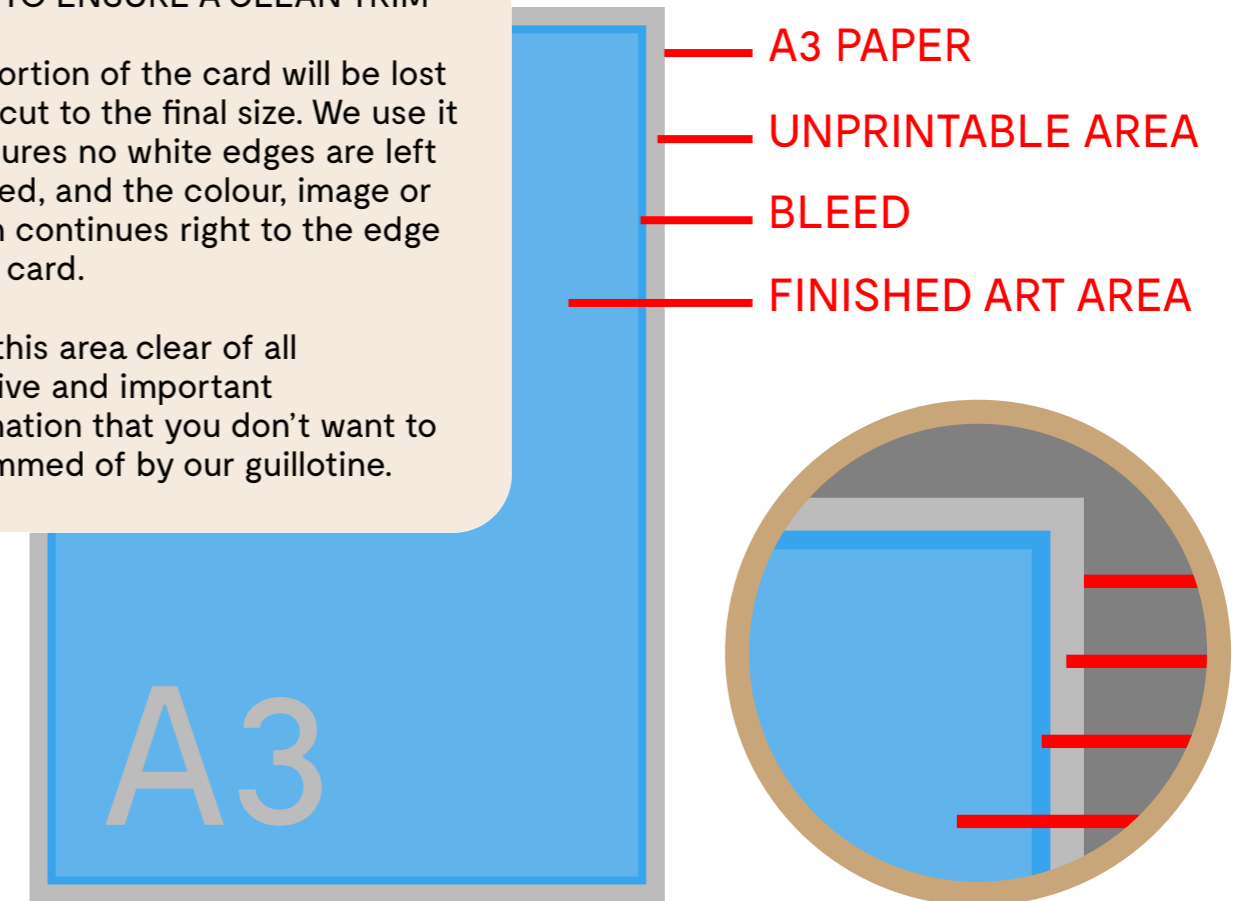 TO ENSURE A CLEAN TRIM
ortion of the card will be lost
cut to the final size. We use it
ures no white edges are left
ed, and the colour, image or
n continues right to the edge
card.
this area clear of all
ive and important
mation that you don’t want to
mmed of by our guillotine.
A3 PAPER
UNPRINTABLE AREA
BLEED
FINISHED ART AREA
A3